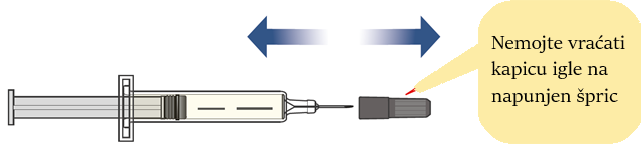 Nemojte vraćati
kapicu igle na
napunjen špric